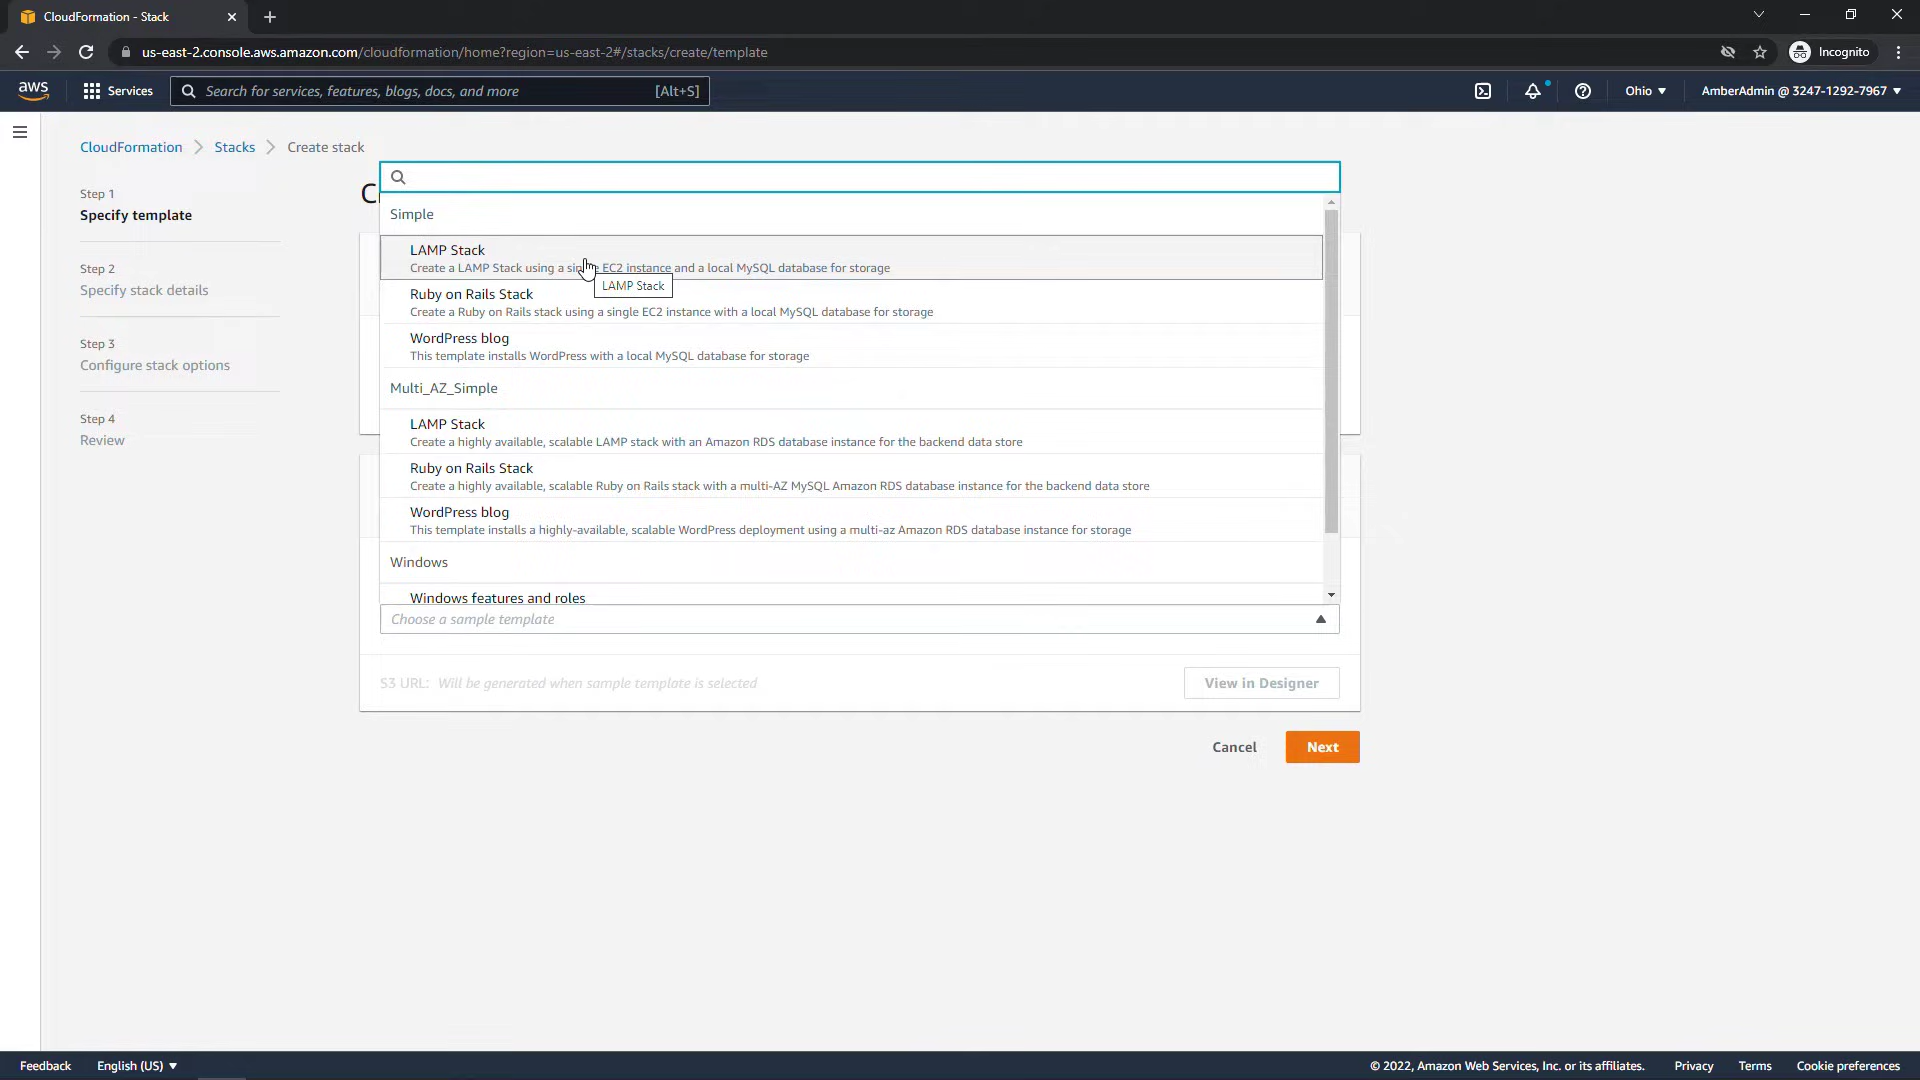 CloudFormation - Stack
us-east-2.console.aws.amazon.com/cloudformation/home?region=us-east-2#/stacks/create/template
Incognito
aws
Services
Search for services, features, blogs, docs, and more
[Alt+S]
Ohio
AmberAdmin @ 3247-1292-7967
CloudFormation
Stacks
Create stack
Step 1
Specify template
Step 2
Specify stack details
Step 3
Configure stack options
Step 4
Review
C
Simple
LAMP Stack
Create a LAMP Stack using a single EC2 instance and a local MySQL database for storage
LAMP Stack
Ruby on Rails Stack
Create a Ruby on Rails stack using a single EC2 instance with a local MySQL database for storage
WordPress blog
This template installs WordPress with a local MySQL database for storage
Multi_AZ_Simple
LAMP Stack
Create a highly available, scalable LAMP stack with an Amazon RDS database instance for the backend data store
Ruby on Rails Stack
Create a highly available, scalable Ruby on Rails stack with a multi-AZ MySQL Amazon RDS database instance for the backend data store
WordPress blog
This template installs a highly-available, scalable WordPress deployment using a multi-az Amazon RDS database instance for storage
Windows
Windows features and roles
Choose a sample template
S3 URL: Will be generated when sample template is selected
View in Designer
Cancel
Next
Feedback
English (US)
© 2022, Amazon Web Services, Inc. or its affiliates.
Privacy
Terms
Cookie preferences